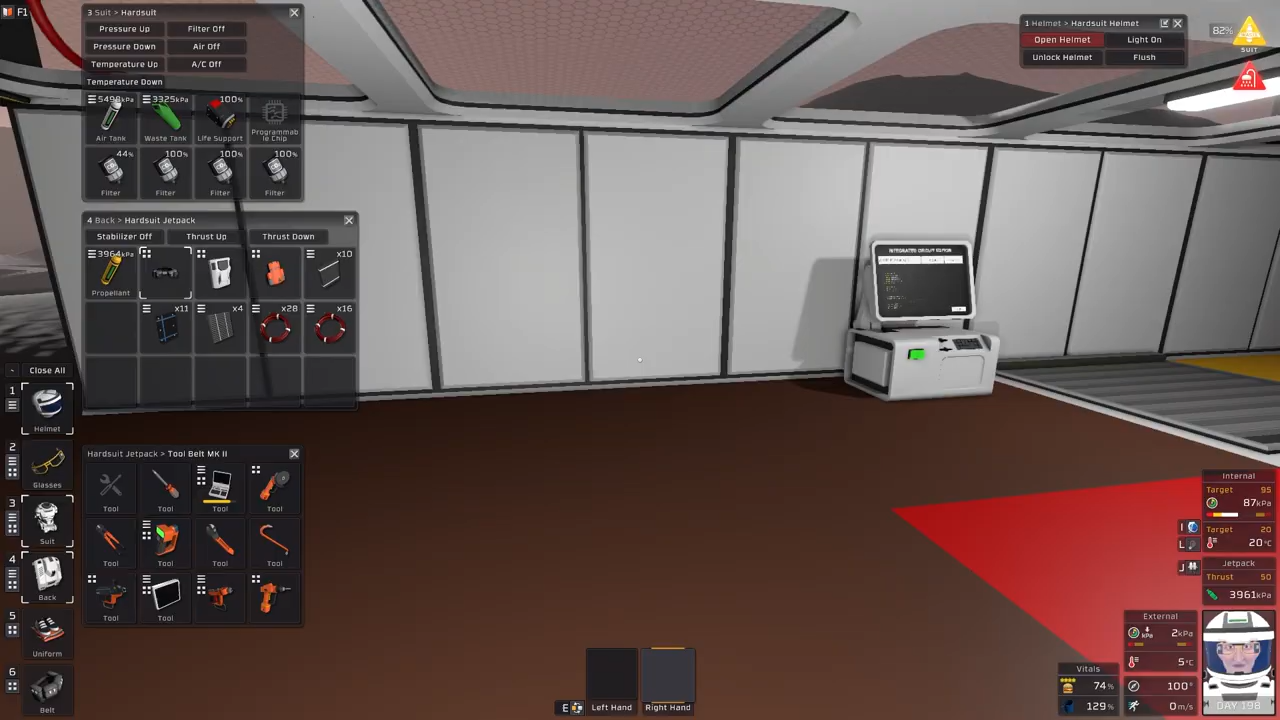 F1
3 Suit > Hardsuit
Pressure Up
Filter Off
Pressure Down
Air Off
Temperature Up
A/C Off
Temperature Down
5498kPa
3325kPa
100%
Air Tank
Waste Tank
Life Support
Programmab
le Chip
44%
100%
100%
100%
Filter
Filter
Filter
Filter
4 Back > Hardsuit Jetpack
Stabilizer Off
Thrust Up
Thrust Down
3964kPa
x10
Propellant
x11
x4
x28
x16
Close All
1
Helmet
2
Glasses
3
Suit
4
Back
5
Uniform
6
Belt
Hardsuit Jetpack > Tool Belt MK II
Tool
Tool
Tool
Tool
Tool
Tool
Tool
Tool
Tool
Tool
Tool
Tool
1 Helmet > Hardsuit Helmet
Open Helmet
Light On
Unlock Helmet
Flush
82%
SUIT
INTEGRATED CIRCUIT EDITOR
E
Left Hand
Right Hand
Internal
Target 95
87kPa
Target 20
20°C
I
L
J
Jetpack
Thrust 50
3961kPa
External
kPa
2kPa
5°C
Vitals
74%
100°
129%
0m/s
DAY 198